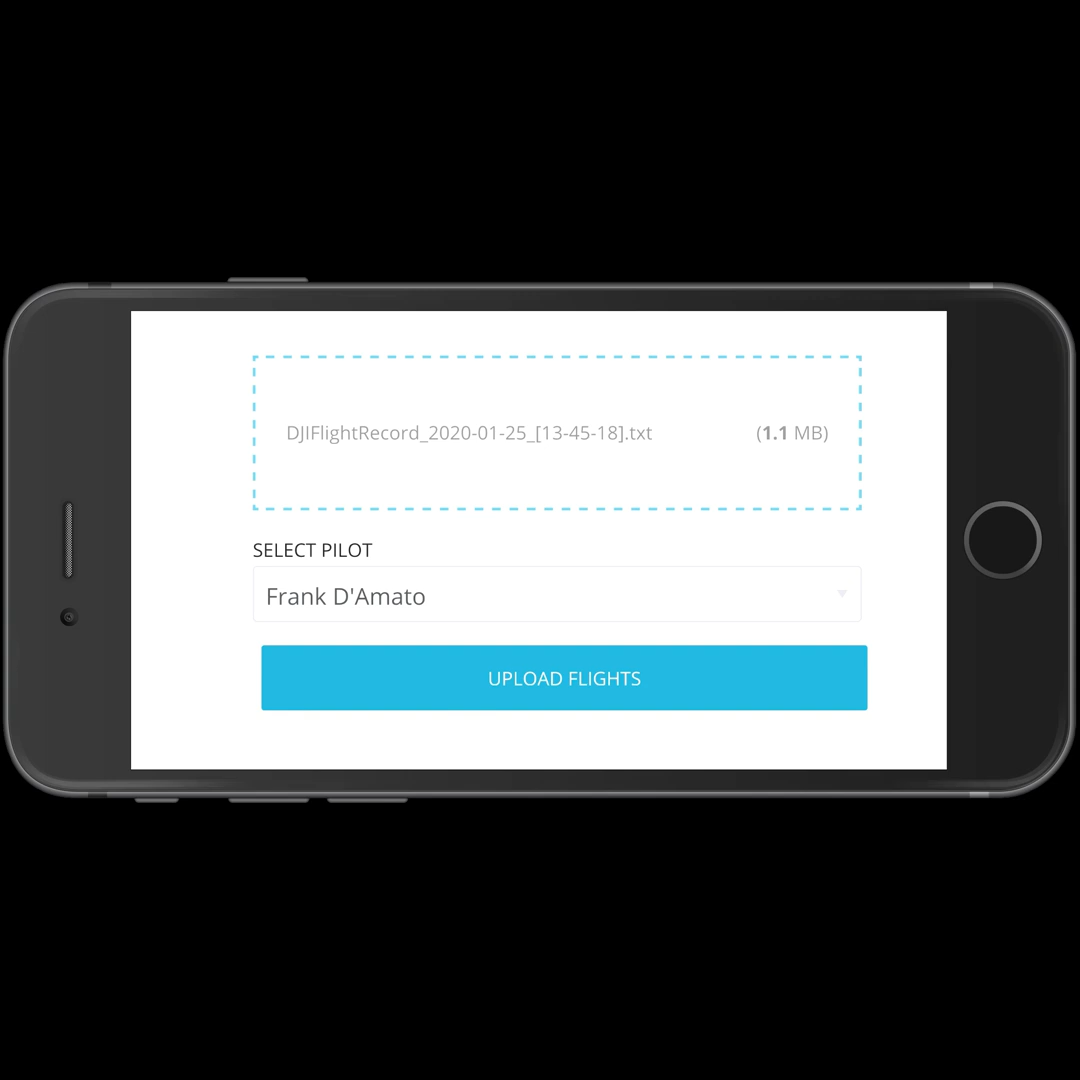 DJIFlightRecord_2020-01-25_[13-45-18].txt (1.1 MB)
SELECT PILOT
Frank D'Amato
UPLOAD FLIGHTS